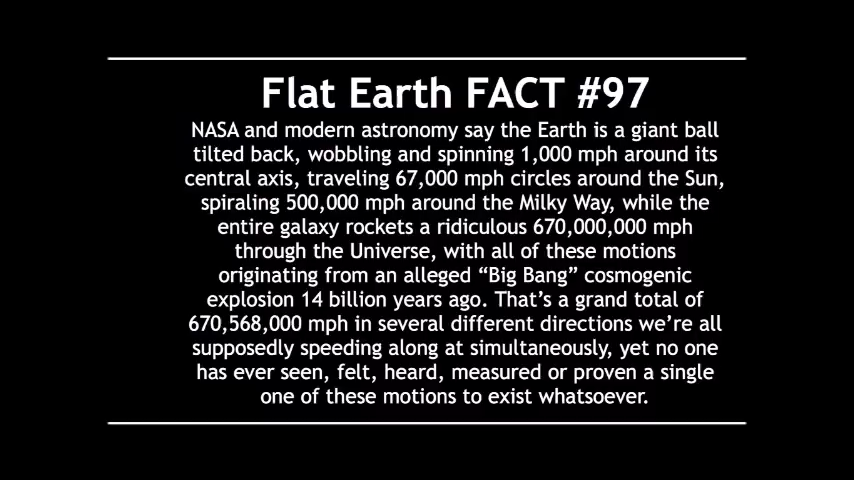 Flat Earth FACT #97
NASA and modern astronomy say the Earth is a giant ball
tilted back, wobbling and spinning 1,000 mph around its
central axis, traveling 67,000 mph circles around the Sun,
spiraling 500,000 mph around the Milky Way, while the
entire galaxy rockets a ridiculous 670,000,000 mph
through the Universe, with all of these motions
originating from an alleged “Big Bang” cosmogenic
explosion 14 billion years ago. That’s a grand total of
670,568,000 mph in several different directions we’re all
supposedly speeding along at simultaneously, yet no one
has ever seen, felt, heard, measured or proven a single
one of these motions to exist whatsoever.